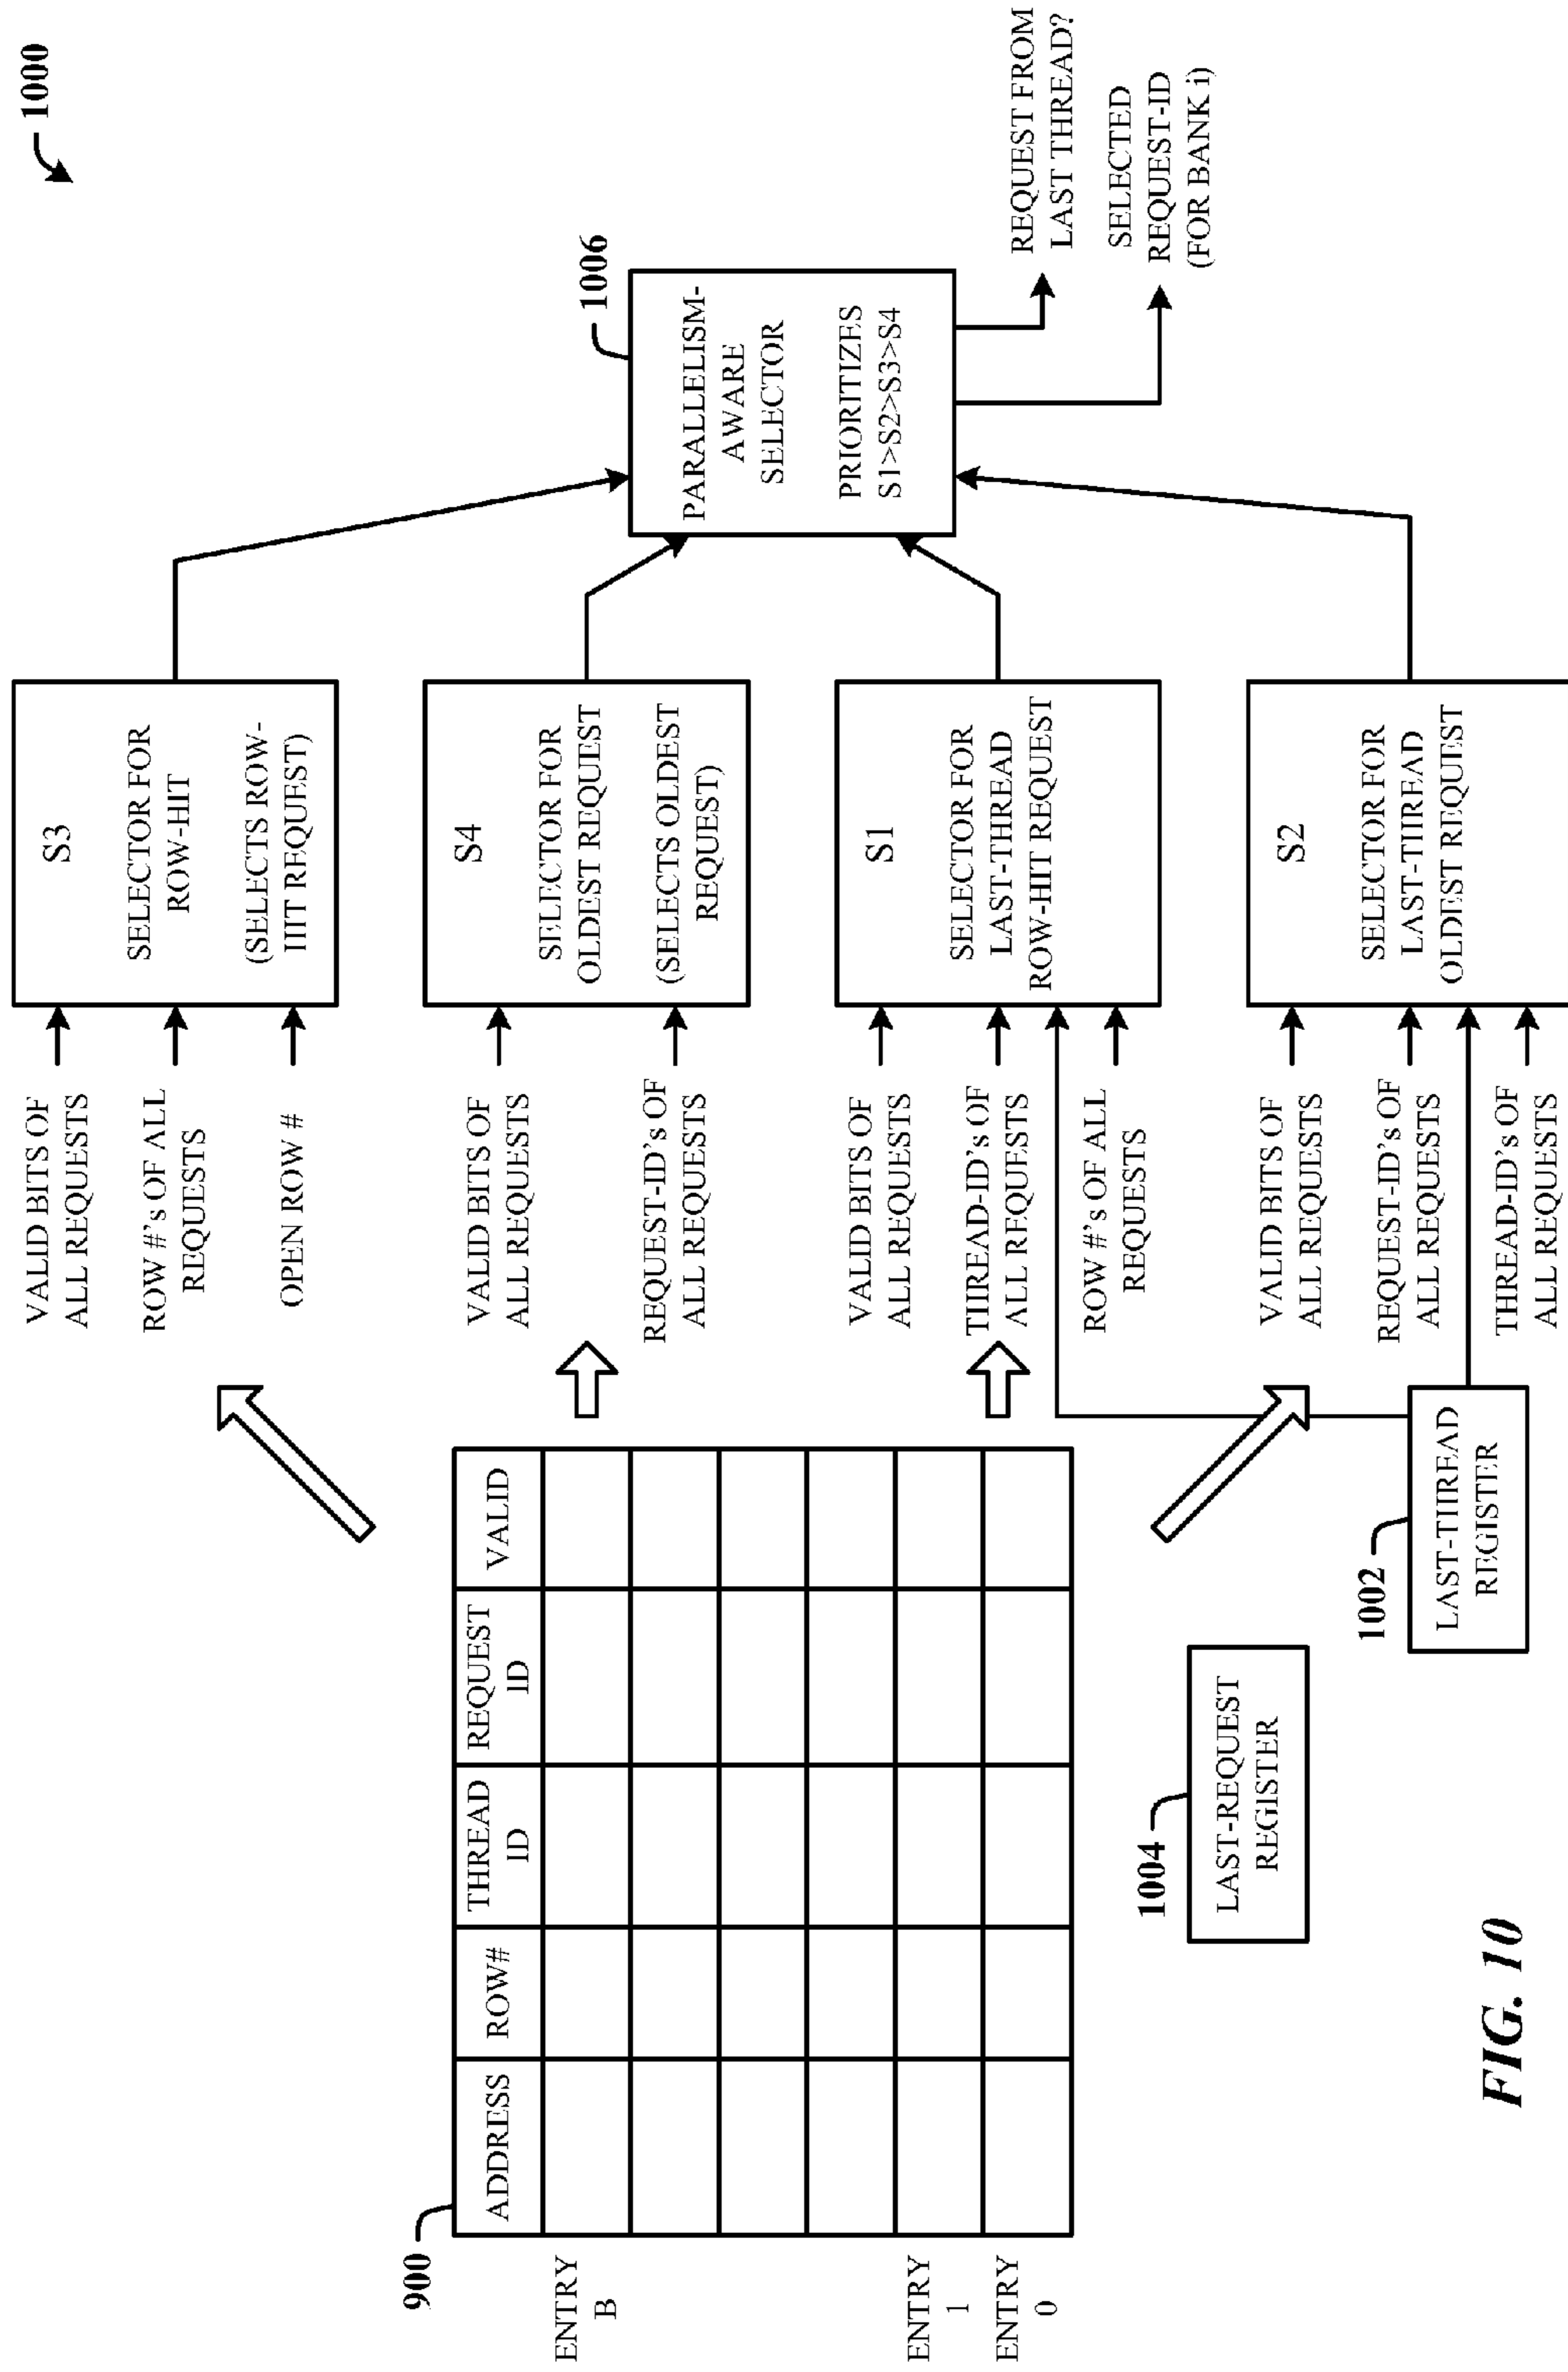 1000
900
ADDRESS
ROW#
THREAD
ID
REQUEST
ID
VALID
ENTRY
B
ENTRY
1
ENTRY
0
1004
LAST-REQUEST
REGISTER
1002
LAST-THREAD
REGISTER
VALID BITS OF
ALL REQUESTS
ROW #'s OF ALL
REQUESTS
OPEN ROW #
S3
SELECTOR FOR
ROW-HIT
(SELECTS ROW-
HIT REQUEST)
VALID BITS OF
ALL REQUESTS
REQUEST-ID's OF
ALL REQUESTS
S4
SELECTOR FOR
OLDEST REQUEST
(SELECTS OLDEST
REQUEST)
VALID BITS OF
ALL REQUESTS
THREAD-ID's OF
ALL REQUESTS
ROW #'s OF ALL
REQUESTS
S1
SELECTOR FOR
LAST-THREAD
ROW-HIT REQUEST
VALID BITS OF
ALL REQUESTS
REQUEST-ID's OF
ALL REQUESTS
THREAD-ID's OF
ALL REQUESTS
S2
SELECTOR FOR
LAST-THREAD
OLDEST REQUEST
1006
PARALLELISM-
AWARE
SELECTOR
PRIORITIZES
S1>S2>S3>S4
REQUEST FROM
LAST THREAD?
SELECTED
REQUEST-ID
(FOR BANK i)
FIG. 10